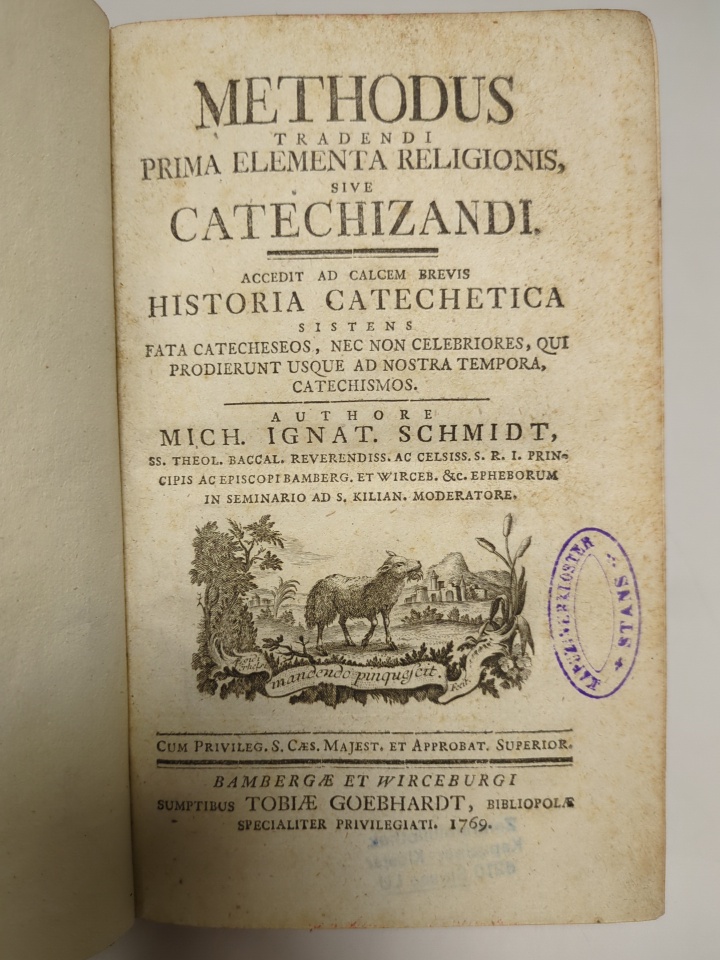 METHODUS
TRADENDI
PRIMA ELEMENTA RELIGIONIS,
SIVE
CATECHIZANDI.
ACCEDIT AD CALCEM BREVIS
HISTORIA CATECHETICA
SISTENS
FATA CATECHESEOS, NEC NON CELEBRIORES, QUI
PRODIERUNT USQUE AD NOSTRA TEMPORA,
CATECHISMOS.
AUTHORE
MICH. IGNAT. SCHMIDT,
SS. THEOL. BACCAL. REVERENDISS. AC CELSISS. S. R. I. PRIN-
CIPIS AC EPISCOPI BAMBERG. ET WIRCEB. &c. EPHEBORUM
IN SEMINARIO AD S. KILIAN. MODERATORE.
KAPUZINERKLOSTER * STANS *
mandendo pinquescit.
CUM PRIVILEG. S. CÆS. MAJEST. ET APPROBAT. SUPERIOR.
BAMBERGÆ ET WIRCEBURGI
SUMPTIBUS TOBIÆ GOEBHARDT, BIBLIOPOLÆ
SPECIALITER PRIVILEGIATI. 1769.